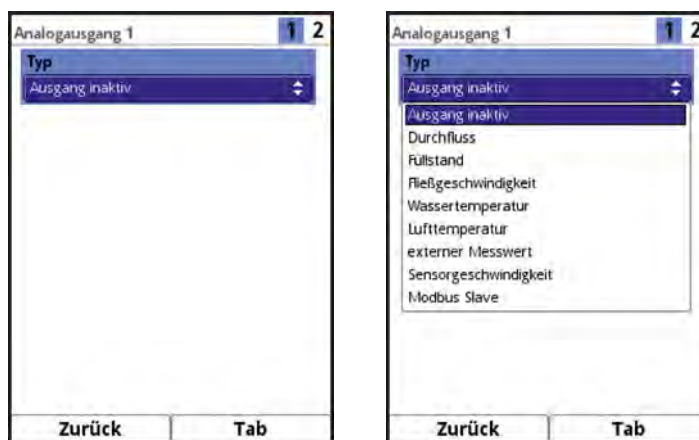 Analogausgang 1 1 2
Typ
Ausgang inaktiv
Zurück Tab
Analogausgang 1 1 2
Typ
Ausgang inaktiv
Ausgang inaktiv
Durchfluss
Füllstand
Fließgeschwindigkeit
Wassertemperatur
Lufttemperatur
externer Messwert
Sensorgeschwindigkeit
Modbus Slave
Zurück Tab